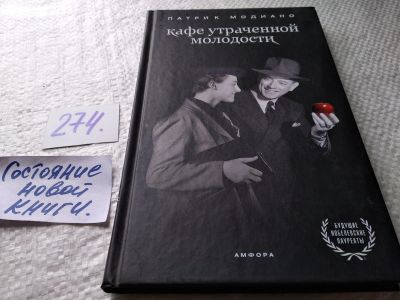 ПАТРИК МОДИАНО
кафе утраченной
молодости
274.
Состояние
новой
книги.
БУДУЩИЕ
НОБЕЛЕВСКИЕ
ЛАУРЕАТЫ
АМФОРА